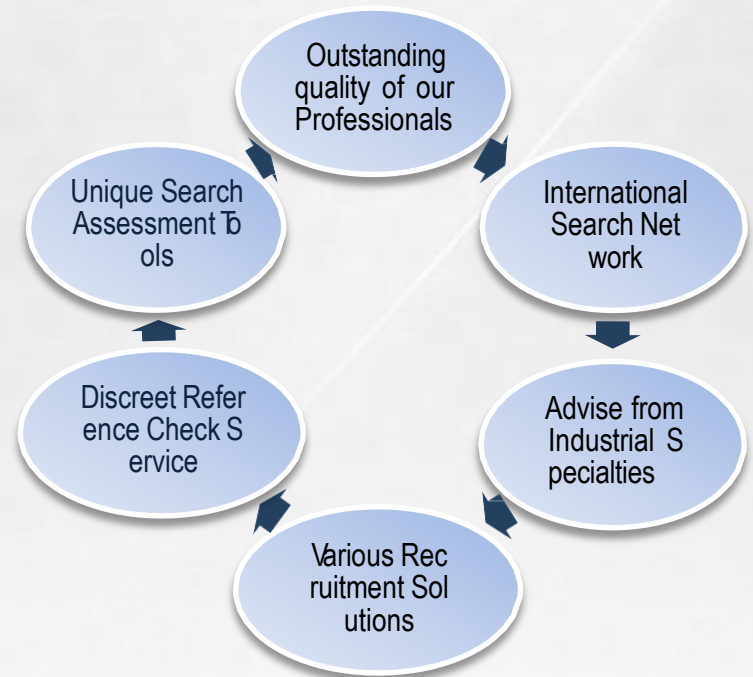 Outstanding
quality of our
Professionals
International
Search Net
work
Advise from
Industrial S
pecialties
Various Rec
ruitment Sol
utions
Discreet Refer
ence Check S
ervice
Unique Search
Assessment To
ols